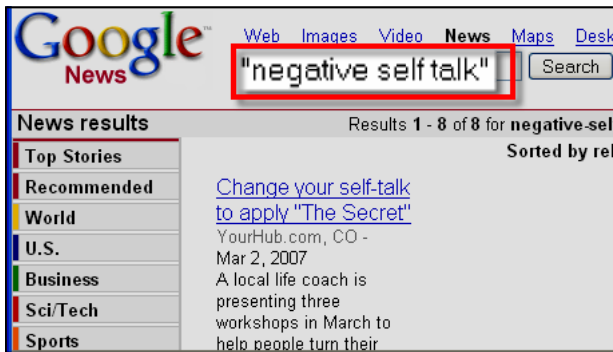 Google™
News
Web Images Video News Maps Desk
"negative self talk"
Search
News results
Results 1 - 8 of 8 for negative-sel
Sorted by rel
Top Stories
Recommended
World
U.S.
Business
Sci/Tech
Sports
Change your self-talk
to apply "The Secret"
YourHub.com, CO -
Mar 2, 2007
A local life coach is
presenting three
workshops in March to
help people turn their